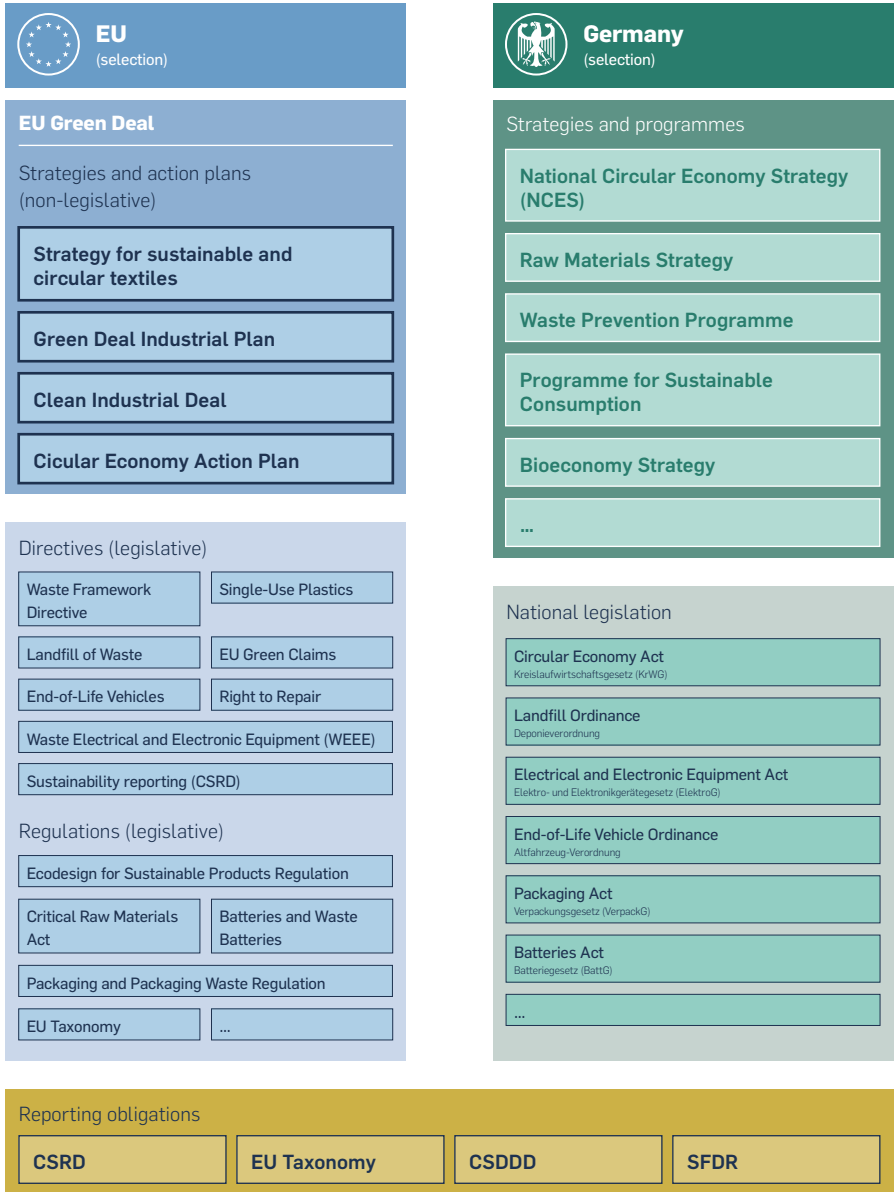 EU
(selection)
EU Green Deal
Strategies and action plans
(non-legislative)
Strategy for sustainable and
circular textiles
Green Deal Industrial Plan
Clean Industrial Deal
Cicular Economy Action Plan
Directives (legislative)
Waste Framework
Directive
Single-Use Plastics
Landfill of Waste
EU Green Claims
End-of-Life Vehicles
Right to Repair
Waste Electrical and Electronic Equipment (WEEE)
Sustainability reporting (CSRD)
Regulations (legislative)
Ecodesign for Sustainable Products Regulation
Critical Raw Materials
Act
Batteries and Waste
Batteries
Packaging and Packaging Waste Regulation
EU Taxonomy
...
Germany
(selection)
Strategies and programmes
National Circular Economy Strategy
(NCES)
Raw Materials Strategy
Waste Prevention Programme
Programme for Sustainable
Consumption
Bioeconomy Strategy
...
National legislation
Circular Economy Act
Kreislaufwirtschaftsgesetz (KrWG)
Landfill Ordinance
Deponieverordnung
Electrical and Electronic Equipment Act
Elektro- und Elektronikgerätegesetz (ElektroG)
End-of-Life Vehicle Ordinance
Altfahrzeug-Verordnung
Packaging Act
Verpackungsgesetz (VerpackG)
Batteries Act
Batteriegesetz (BattG)
...
Reporting obligations
CSRD
EU Taxonomy
CSDDD
SFDR